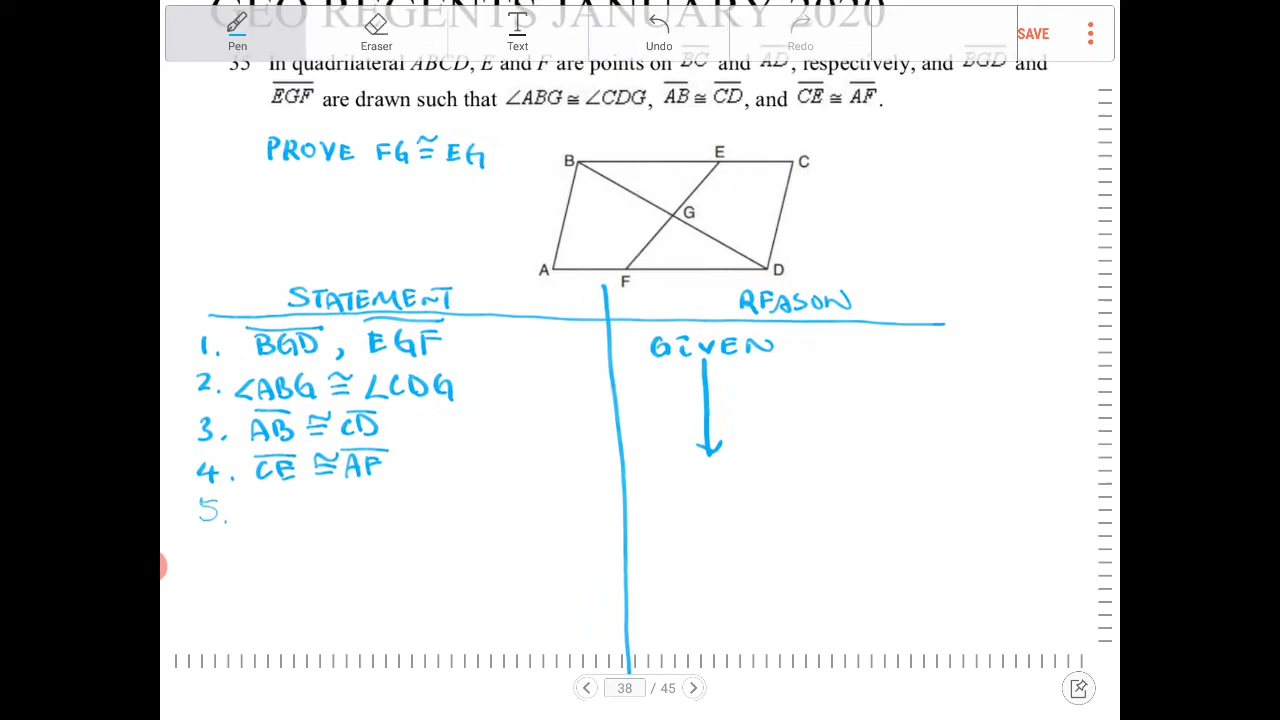 GEO REGENTS JANUARY 2020
Pen Eraser Text Undo Redo SAVE
35 In quadrilateral ABCD, E and F are points on BC and AD, respectively, and BGD and
EGF are drawn such that ∠ABG ≅ ∠CDG, AB ≅ CD, and CE ≅ AF.
PROVE FG ≅ EG
B E C
G
A F D
STATEMENT REASON
1. BGD, EGF GIVEN
2. ∠ABG ≅ ∠CDG
3. AB ≅ CD
4. CE ≅ AF
5.
38 / 45